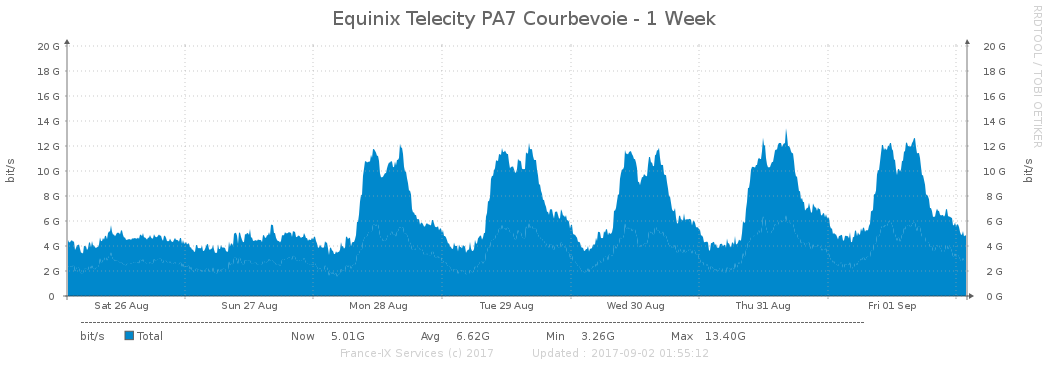 Equinix Telecity PA7 Courbevoie - 1 Week
RRDTOOL / TOBI OETIKER
bit/s
bit/s
20 G 20 G
18 G 18 G
16 G 16 G
14 G 14 G
12 G 12 G
10 G 10 G
8 G 8 G
6 G 6 G
4 G 4 G
2 G 2 G
0 0 G
Sat 26 Aug Sun 27 Aug Mon 28 Aug Tue 29 Aug Wed 30 Aug Thu 31 Aug Fri 01 Sep
bit/s Total Now 5.01G Avg 6.62G Min 3.26G Max 13.40G
France-IX Services (c) 2017 Updated : 2017-09-02 01:55:12